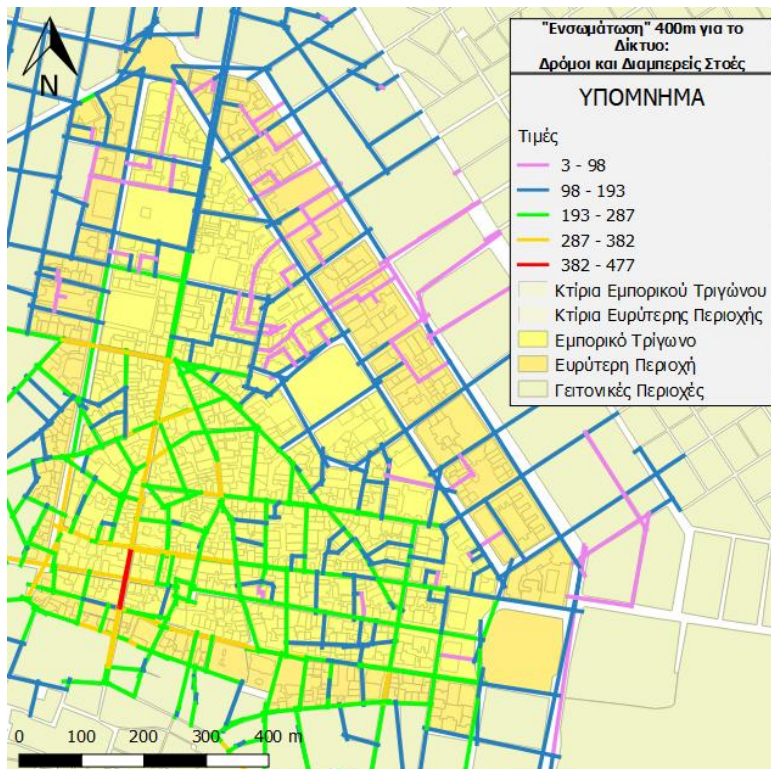 "Ενσωμάτωση" 400m για το
Δίκτυο:
Δρόμοι και Διαμπερείς Στοές
ΥΠΟΜΝΗΜΑ
Τιμές
3 - 98
98 - 193
193 - 287
287 - 382
382 - 477
Κτίρια Εμπορικού Τριγώνου
Κτίρια Ευρύτερης Περιοχής
Εμπορικό Τρίγωνο
Ευρύτερη Περιοχή
Γειτονικές Περιοχές
N
0 100 200 300 400 m